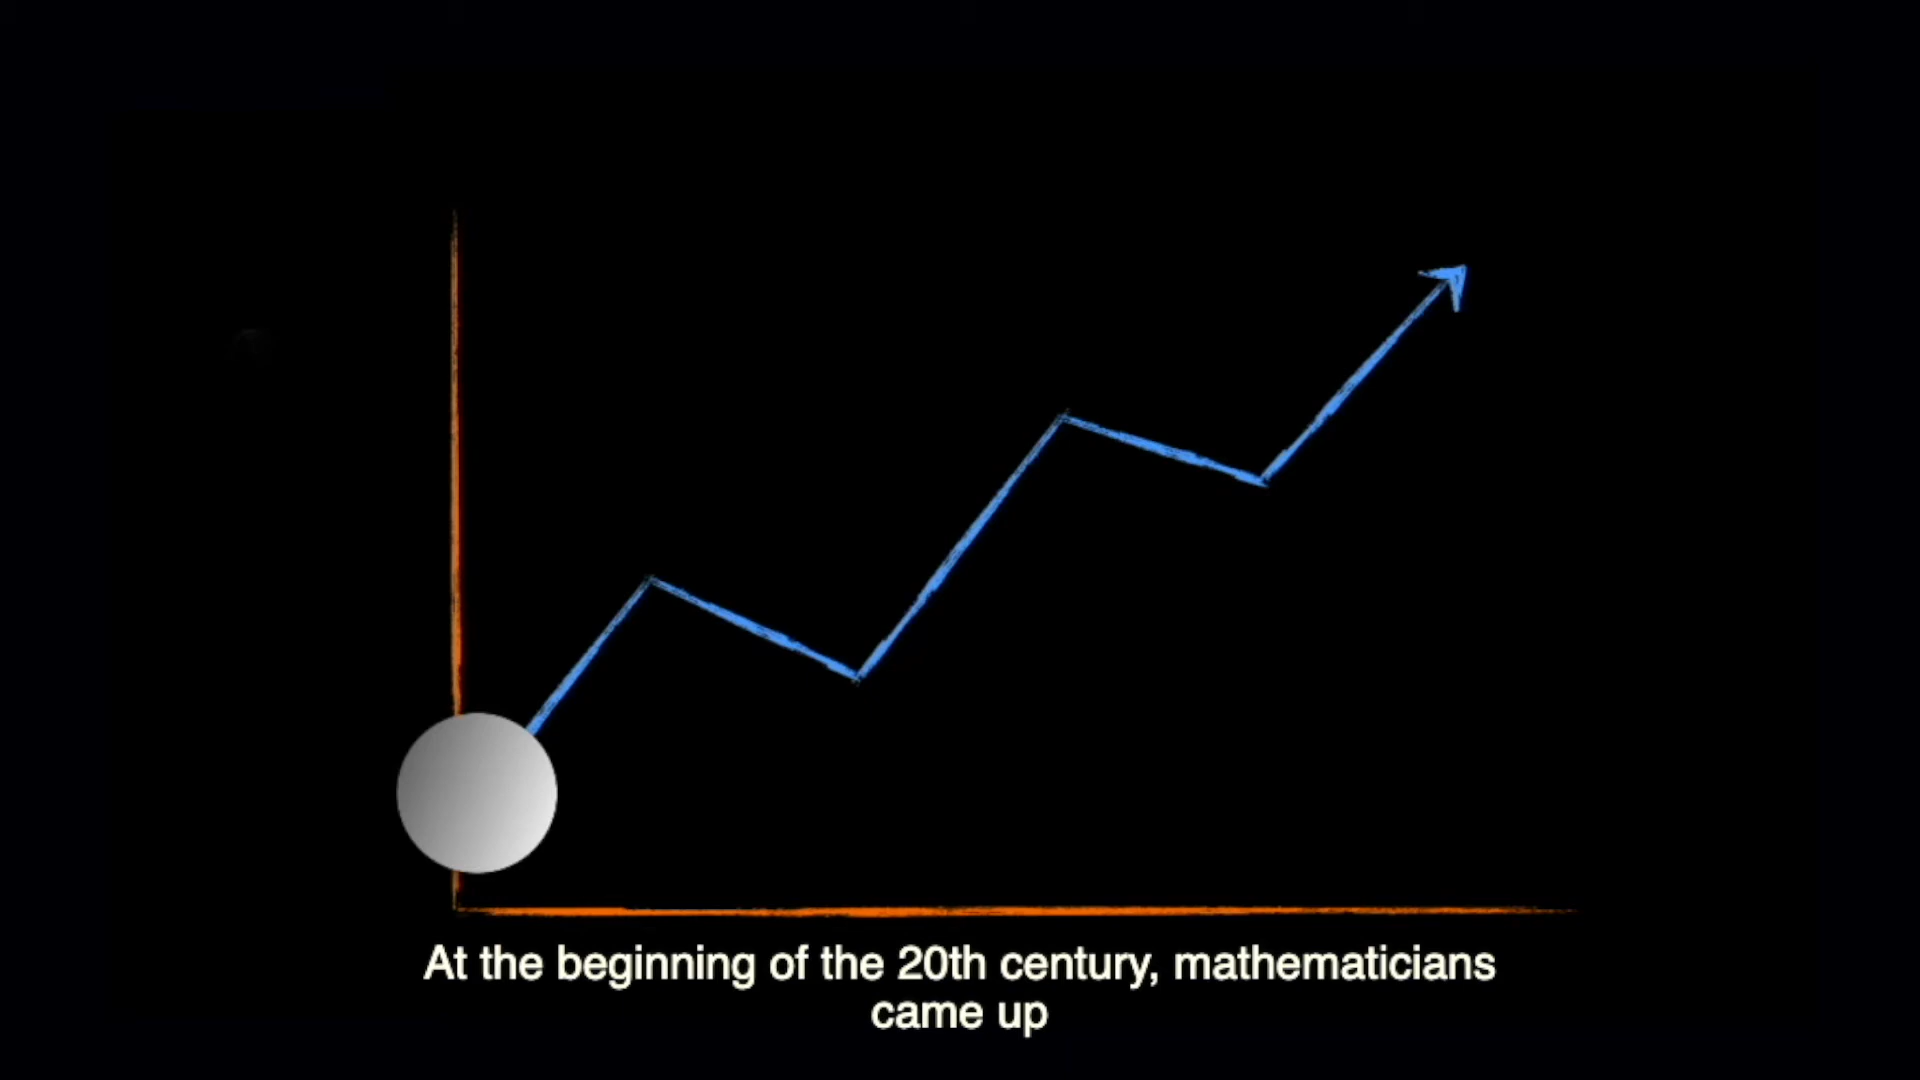 At the beginning of the 20th century, mathematicians
came up